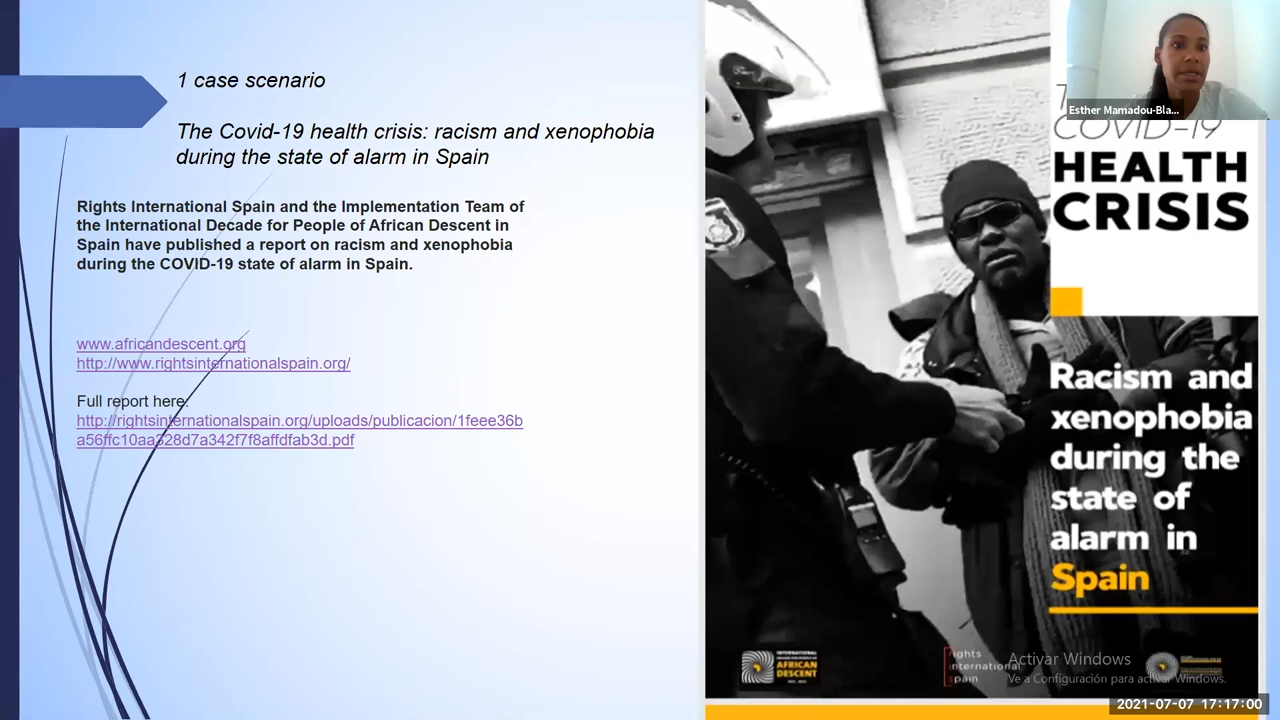 1 case scenario
The Covid-19 health crisis: racism and xenophobia
during the state of alarm in Spain
Rights International Spain and the Implementation Team of
the International Decade for People of African Descent in
Spain have published a report on racism and xenophobia
during the COVID-19 state of alarm in Spain.
www.africandescent.org
http://www.rightsinternationalspain.org/
Full report here:
http://rightsinternationalspain.org/uploads/publicacion/1feee36b
a56ffc10aa328d7a342f7f8affdfab3d.pdf
Esther Mamadou-Bla...
COVID-19
HEALTH
CRISIS
Racism and
xenophobia
during the
state of
alarm in
Spain
INTERNATIONAL
AFRICAN
DESCENT
ights
international
spain
Activar Windows
Ve a Configuración para activar Windows.
2021-07-07 17:17:00